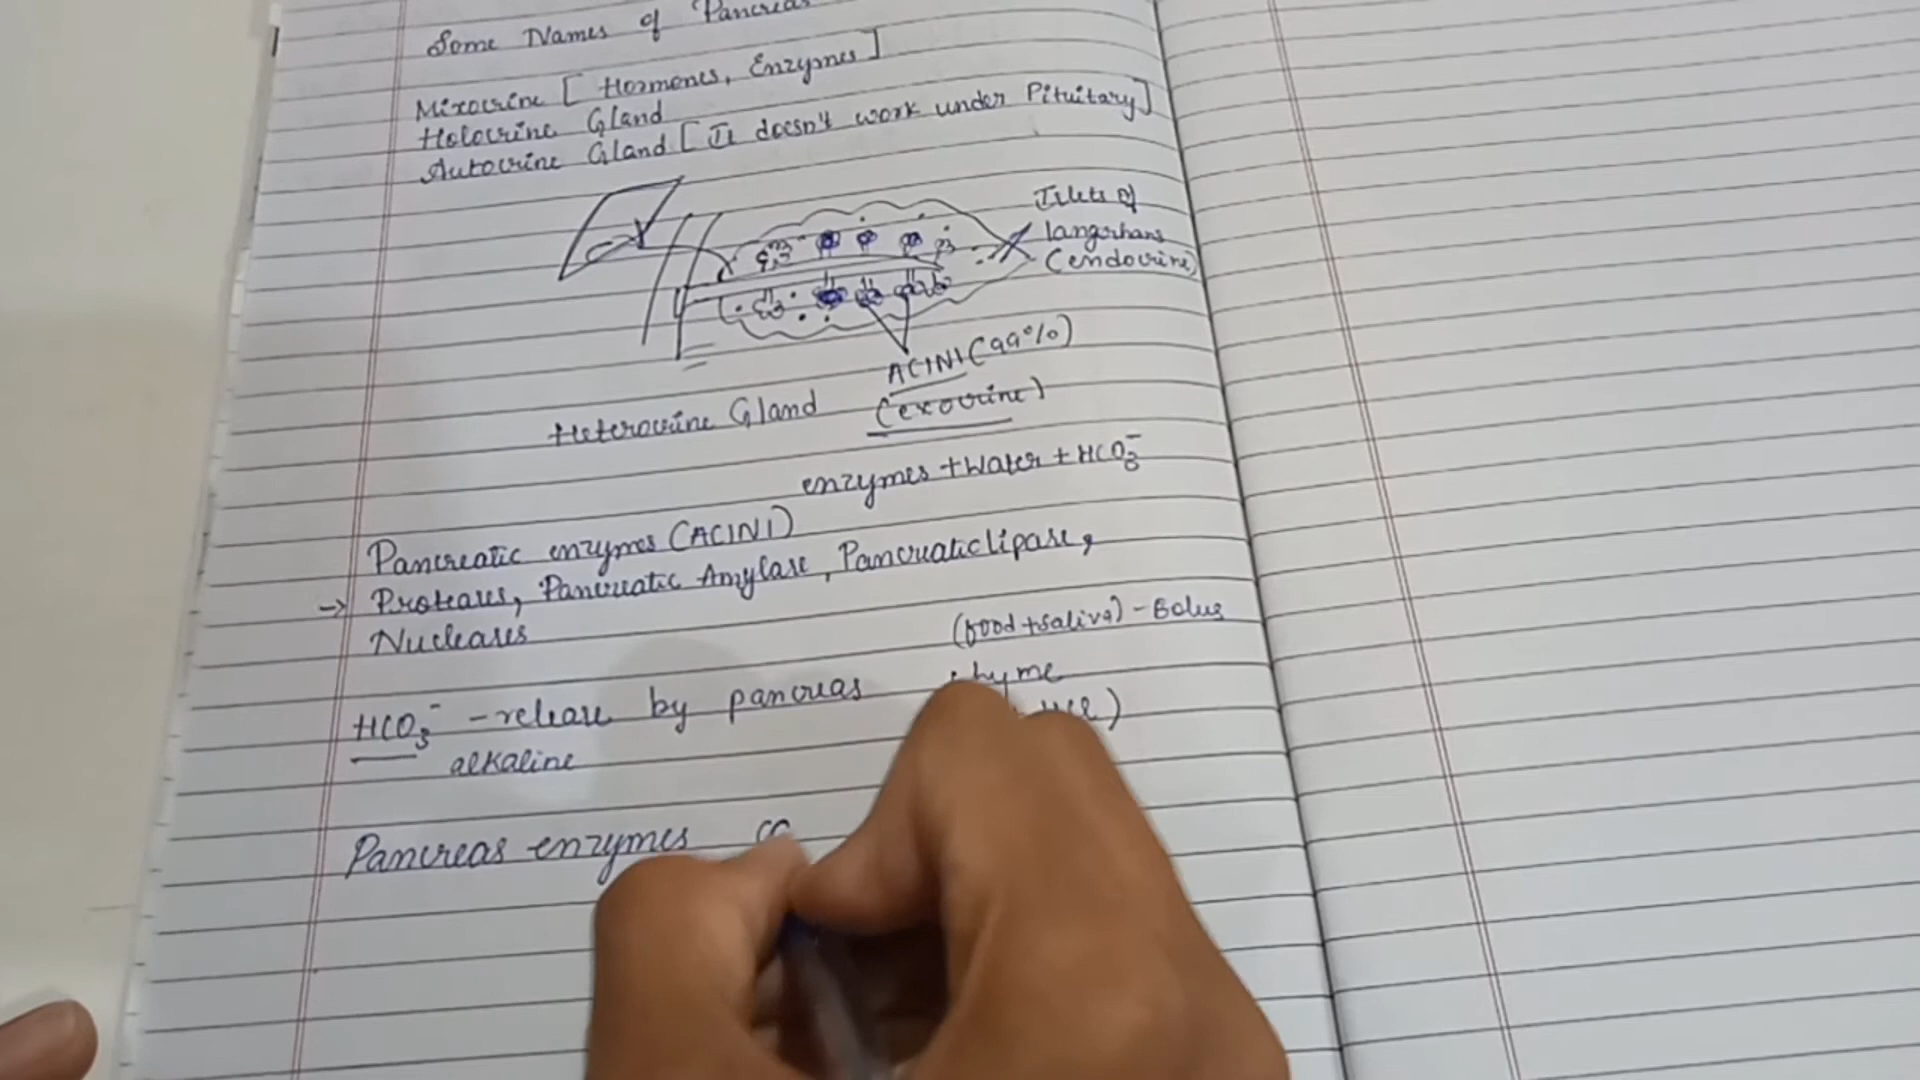 Some Names of Pancreas
Mixocrine [ Hormones, Enzymes ]
Holocrine Gland
Autocrine Gland [ It doesn't work under Pituitary ]
Islets of
langerhans
(endocrine)
ACINI (99%)
Heterocrine Gland
(exocrine)
enzymes + Water + HCO3-
Pancreatic enzymes (ACINI)
-> Proteases, Pancreatic Amylase, Pancreatic lipase,
Nucleases
(food + saliva) - Bolus
HCO3- - release by pancreas
alkaline
Pancreas enzymes